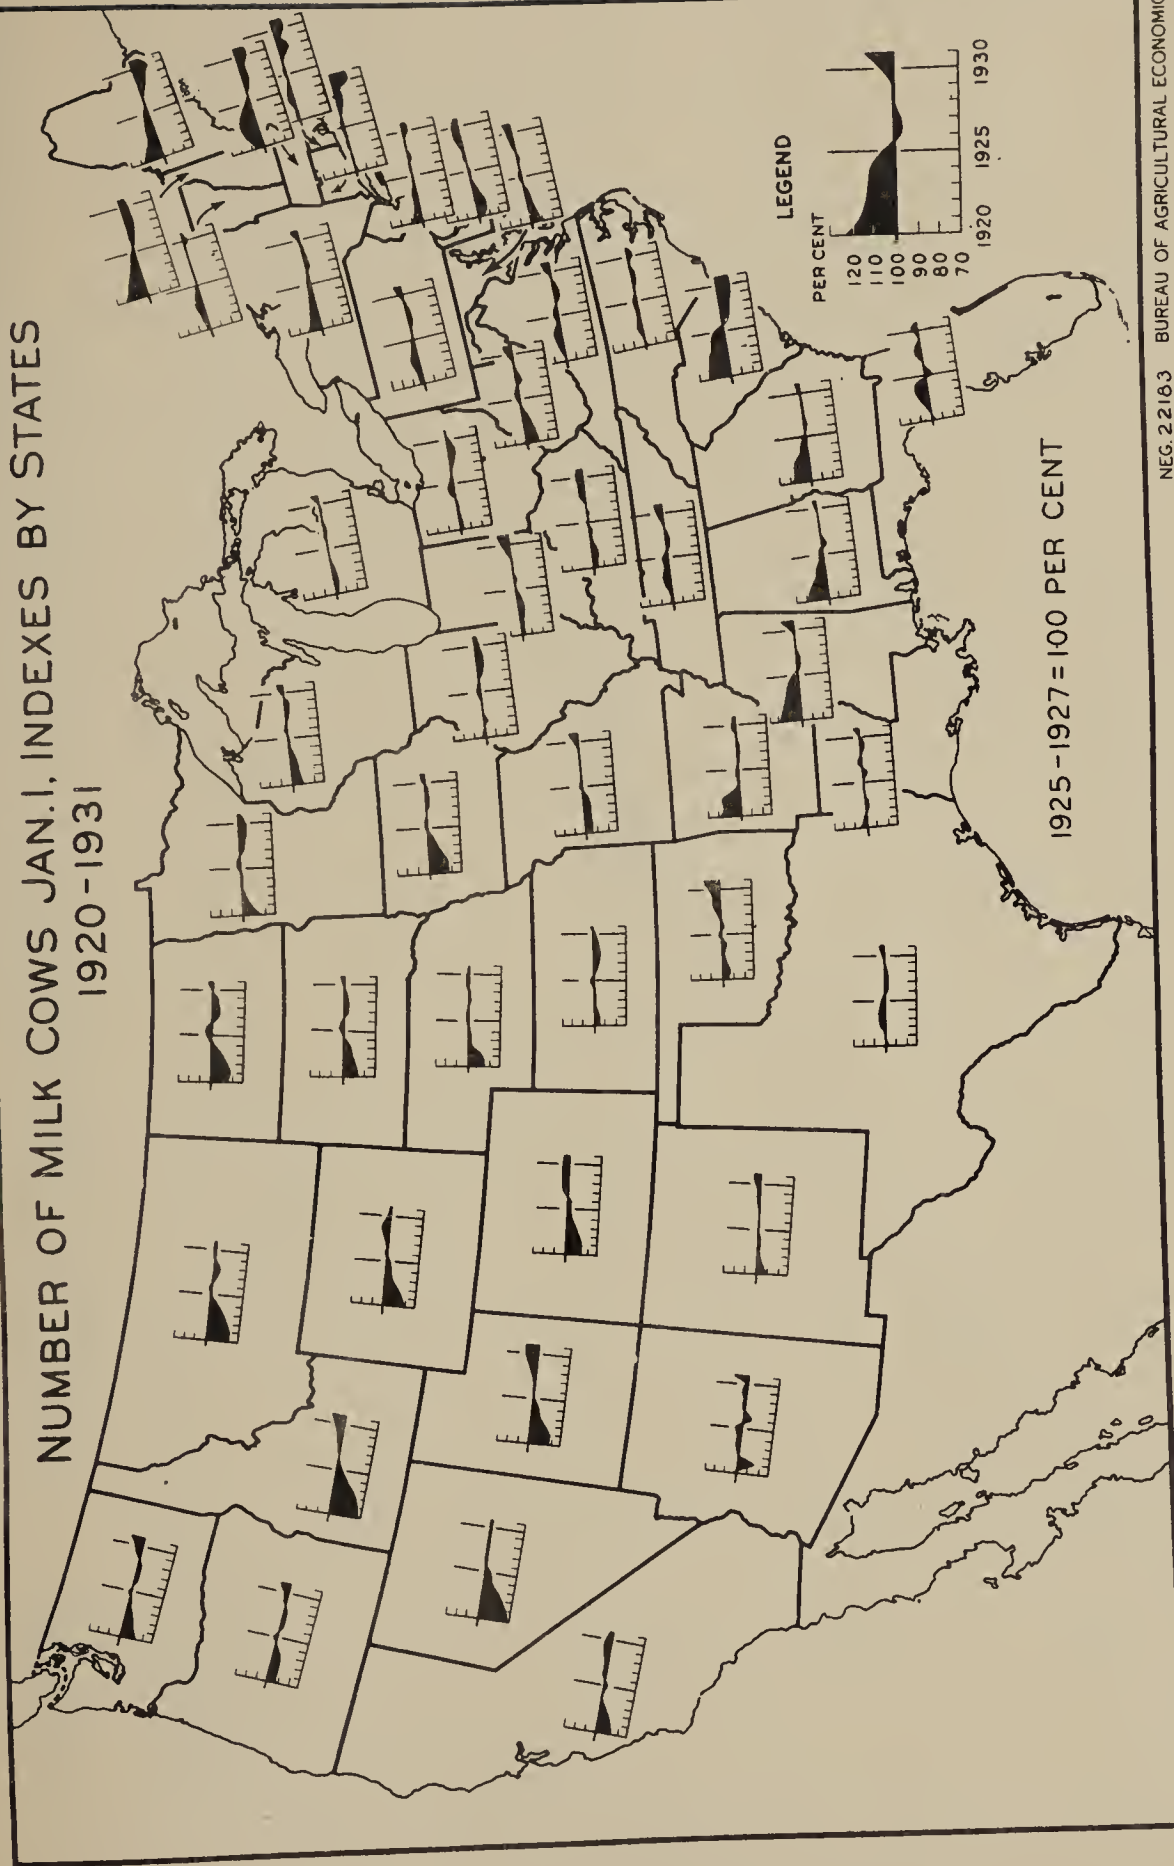 NUMBER OF MILK COWS JAN. 1, INDEXES BY STATES
1920-1931
LEGEND
PER CENT
120
110
100
90
80
70
1920 1925 1930
1925-1927=100 PER CENT
NEG. 22183 BUREAU OF AGRICULTURAL ECONOMIC